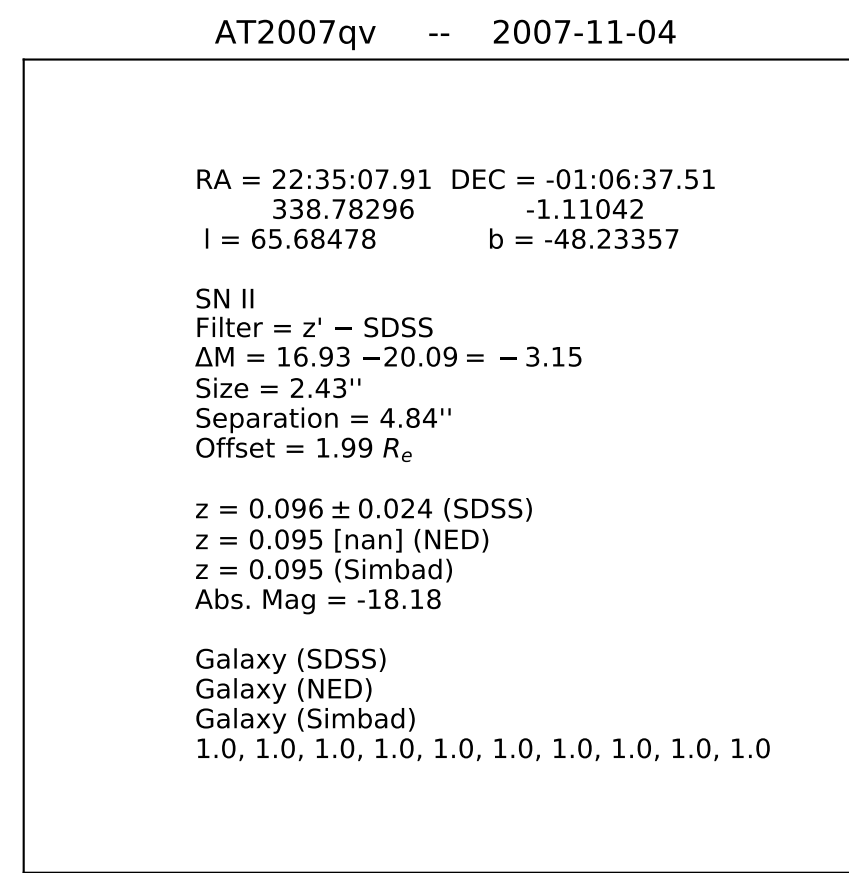 AT2007qv -- 2007-11-04
RA = 22:35:07.91 DEC = -01:06:37.51
338.78296 -1.11042
l = 65.68478 b = -48.23357
SN II
Filter = z' − SDSS
ΔM = 16.93 −20.09 = − 3.15
Size = 2.43''
Separation = 4.84''
Offset = 1.99 Rₑ
z = 0.096 ± 0.024 (SDSS)
z = 0.095 [nan] (NED)
z = 0.095 (Simbad)
Abs. Mag = -18.18
Galaxy (SDSS)
Galaxy (NED)
Galaxy (Simbad)
1.0, 1.0, 1.0, 1.0, 1.0, 1.0, 1.0, 1.0, 1.0, 1.0